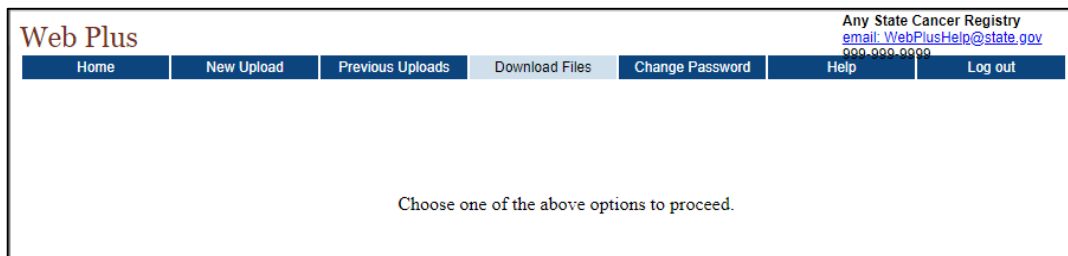 Web Plus
Any State Cancer Registry
email: WebPlusHelp@state.gov
999-999-9999
Home New Upload Previous Uploads Download Files Change Password Help Log out
Choose one of the above options to proceed.